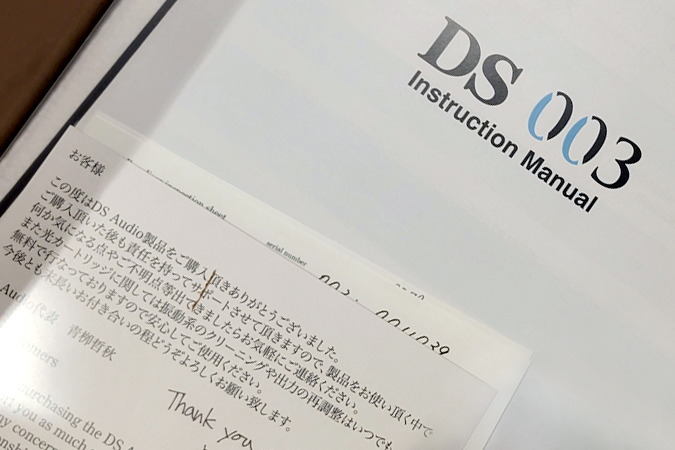 DS 003
Instruction Manual
serial number
お客様
この度はDS Audio製品をご購入頂きありがとうございました。
ご購入頂いた後も責任を持ってサポートさせて頂きますので、製品をお使い頂く中で
何か気になる点やご不明点等出てきましたらお気軽にご連絡ください。
また光カートリッジに関しては振動系のクリーニングや出力の再調整はいつでも
無料で行なっておりますので安心してご使用ください。
今後とも末長いお付き合いの程どうぞよろしくお願い致します。
Audio代表 青柳哲秋
Thank you
purchasing the DS
you as much
concern